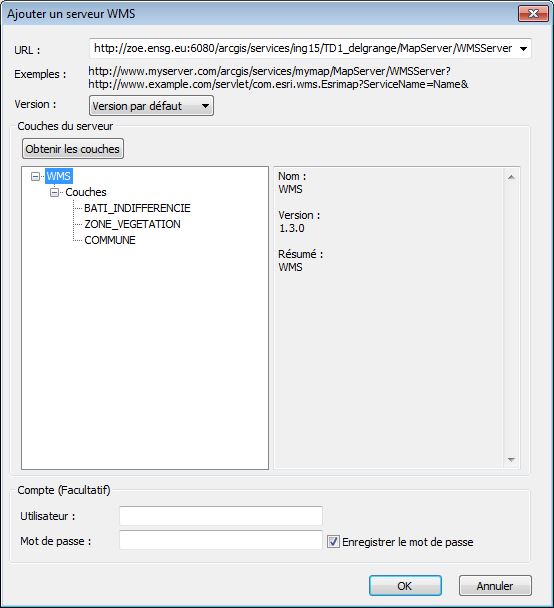 Ajouter un serveur WMS
URL :
http://zoe.ensg.eu:6080/arcgis/services/ing15/TD1_delgrange/MapServer/WMSServer
Exemples :
http://www.myserver.com/arcgis/services/mymap/MapServer/WMSServer?
http://www.example.com/servlet/com.esri.wms.Esrimap?ServiceName=Name&
Version :
Version par défaut
Couches du serveur
Obtenir les couches
WMS
Couches
BATI_INDIFFERENCIE
ZONE_VEGETATION
COMMUNE
Nom :
WMS
Version :
1.3.0
Résumé :
WMS
Compte (Facultatif)
Utilisateur :
Mot de passe :
Enregistrer le mot de passe
OK
Annuler